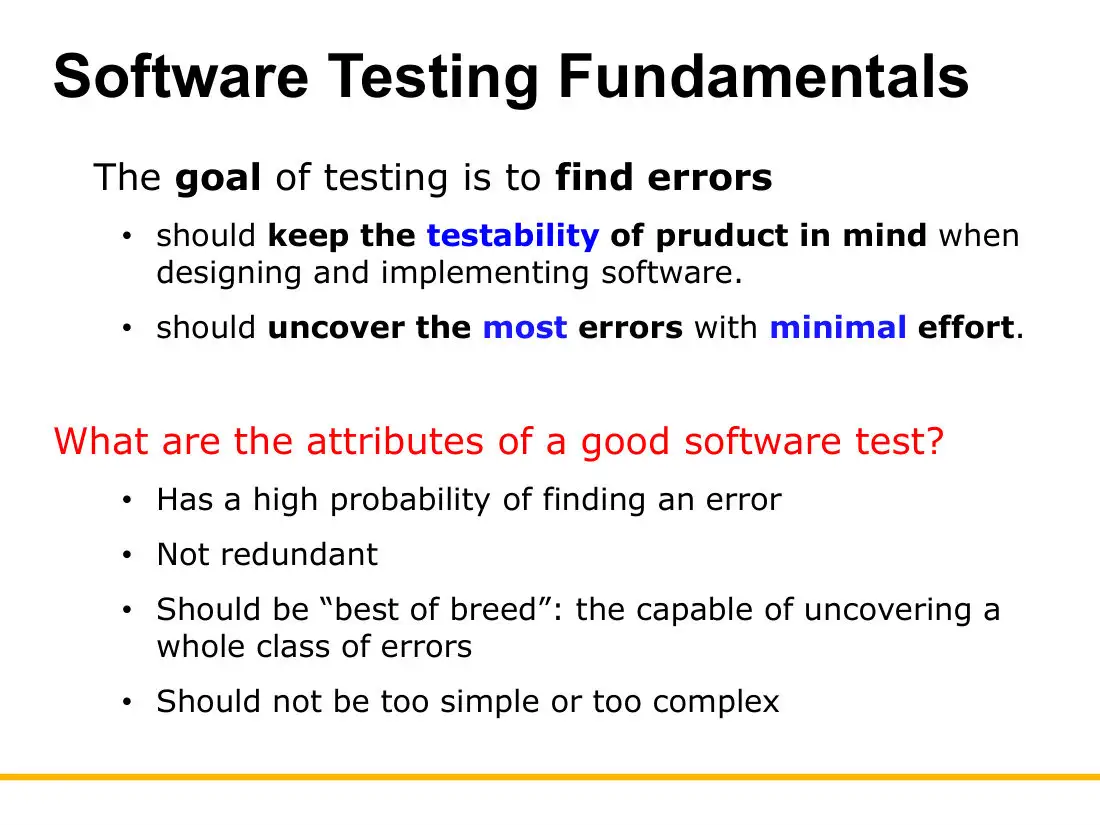 Software Testing Fundamentals
The goal of testing is to find errors
• should keep the testability of pruduct in mind when
designing and implementing software.
• should uncover the most errors with minimal effort.
What are the attributes of a good software test?
• Has a high probability of finding an error
• Not redundant
• Should be “best of breed”: the capable of uncovering a
whole class of errors
• Should not be too simple or too complex